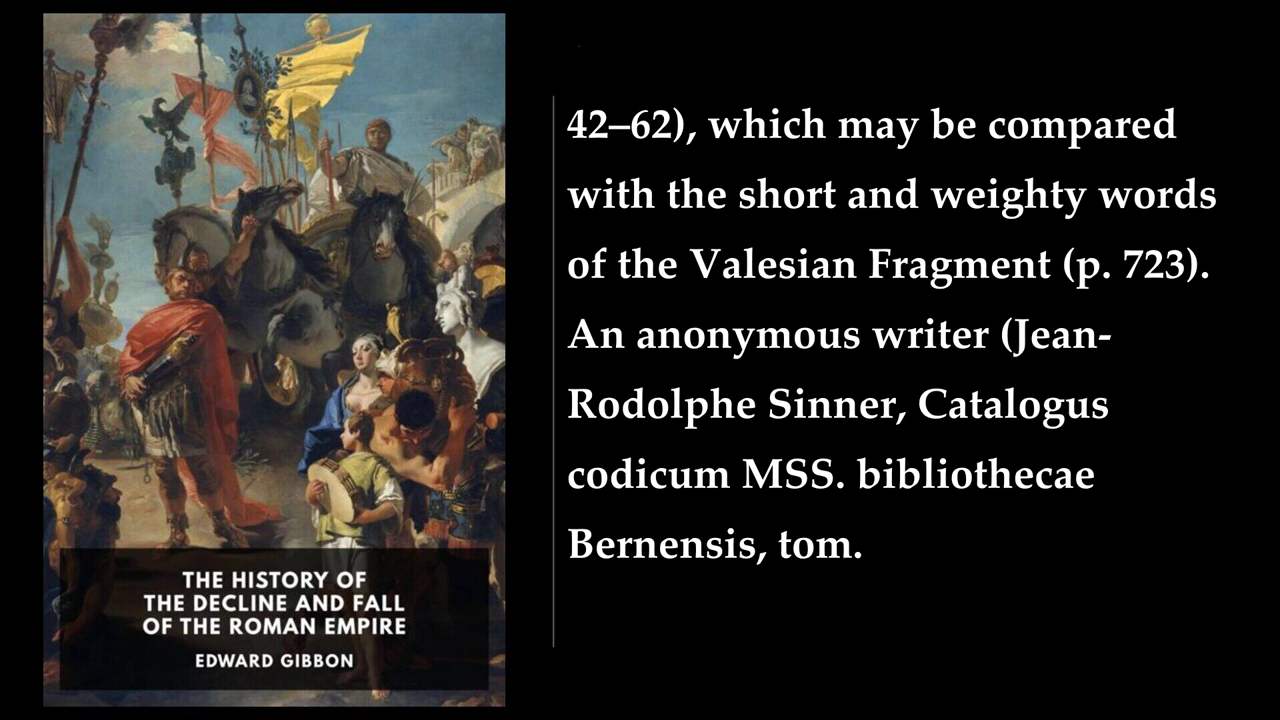 THE HISTORY OF
THE DECLINE AND FALL
OF THE ROMAN EMPIRE
EDWARD GIBBON
42–62), which may be compared
with the short and weighty words
of the Valesian Fragment (p. 723).
An anonymous writer (Jean-
Rodolphe Sinner, Catalogus
codicum MSS. bibliothecae
Bernensis, tom.